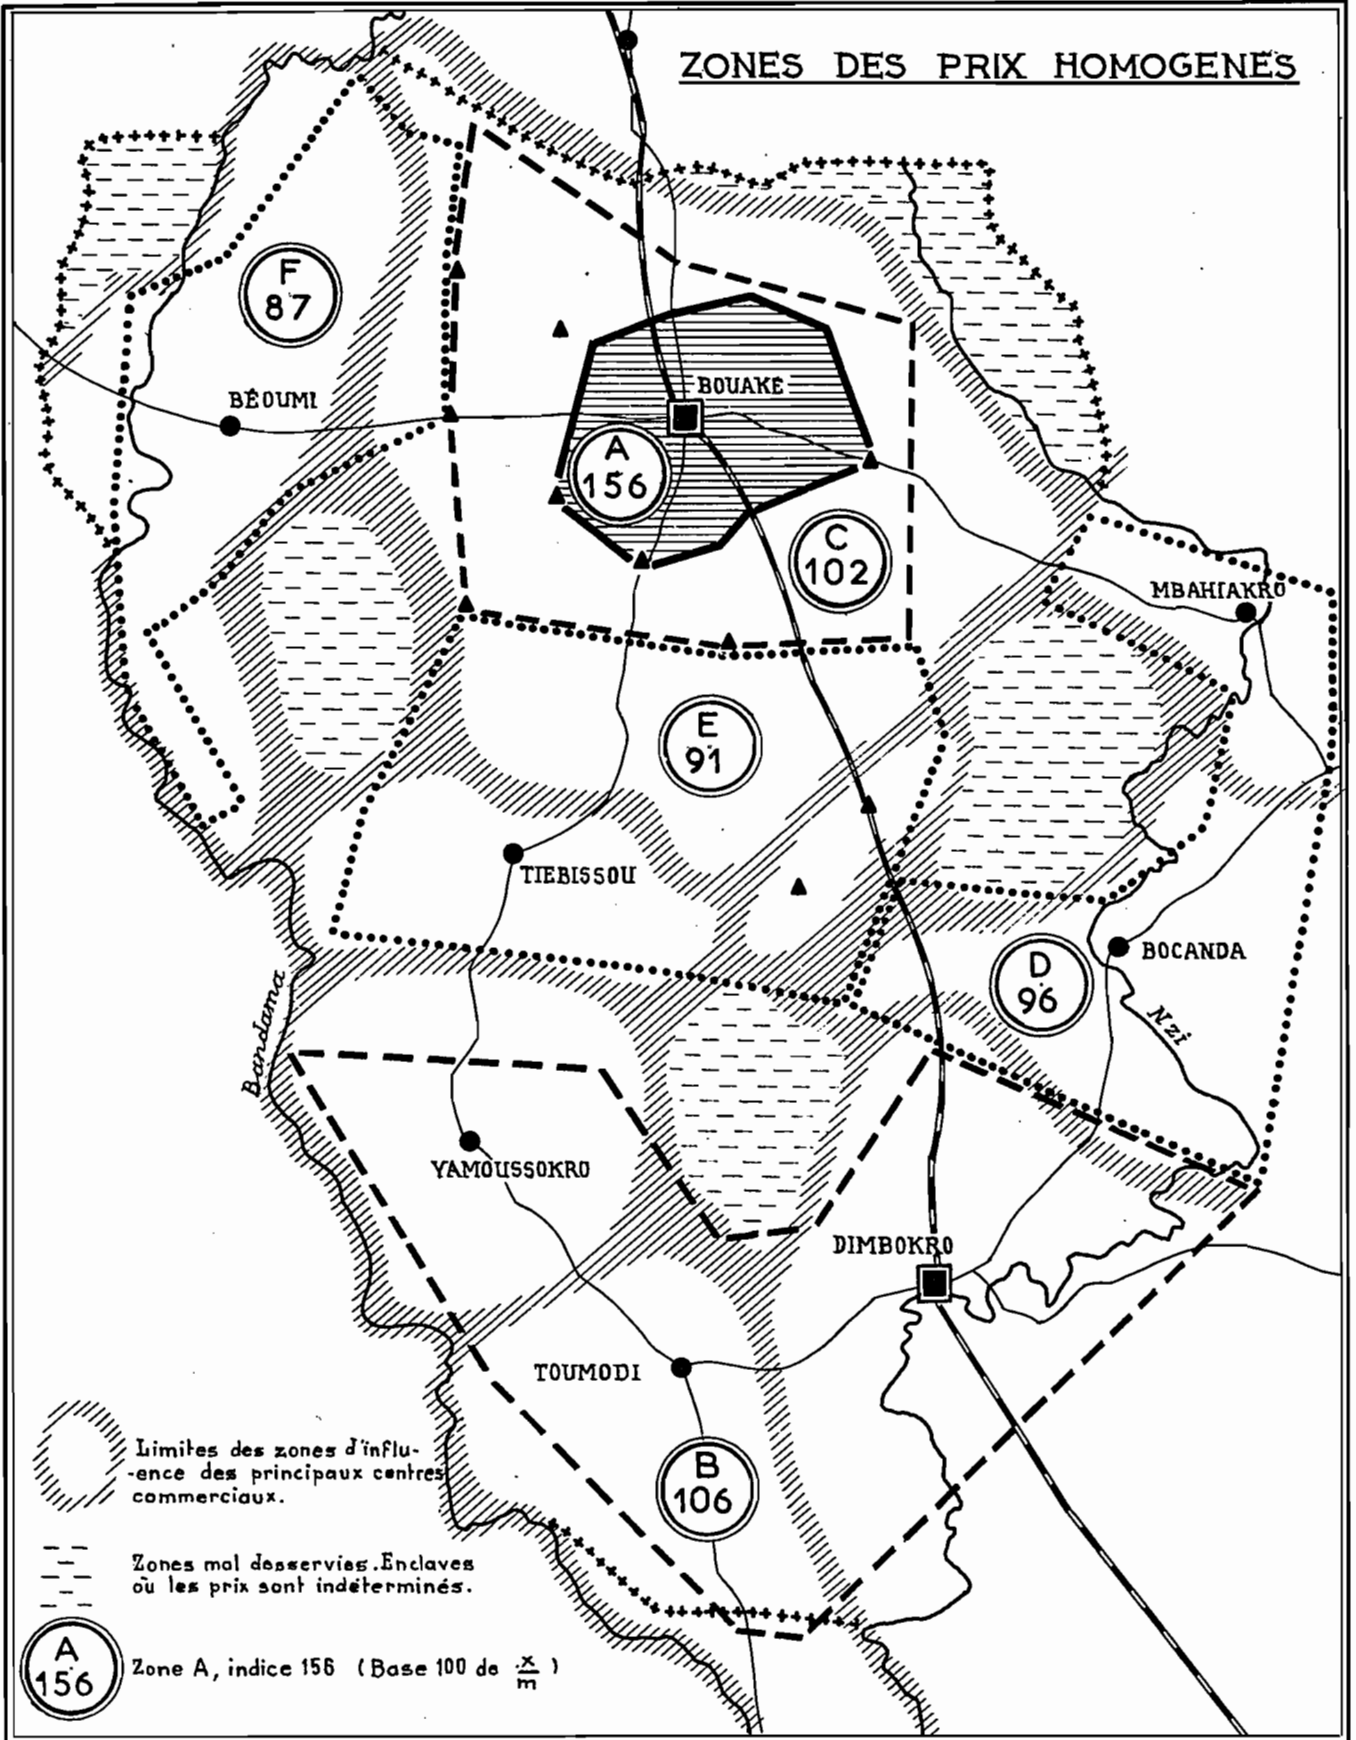 ZONES DES PRIX HOMOGENES
F
87
BÉOUMI
BOUAKÉ
A
156
C
102
MBAHIAKRO
E
91
TIEBISSOU
BOCANDA
D
96
Nzi
Bandama
YAMOUSSOKRO
DIMBOKRO
TOUMODI
B
106
Limites des zones d'influ-
-ence des principaux centres
commerciaux.
Zones mal desservies. Enclaves
où les prix sont indéterminés.
A
156
Zone A, indice 156 (Base 100 de x/m)